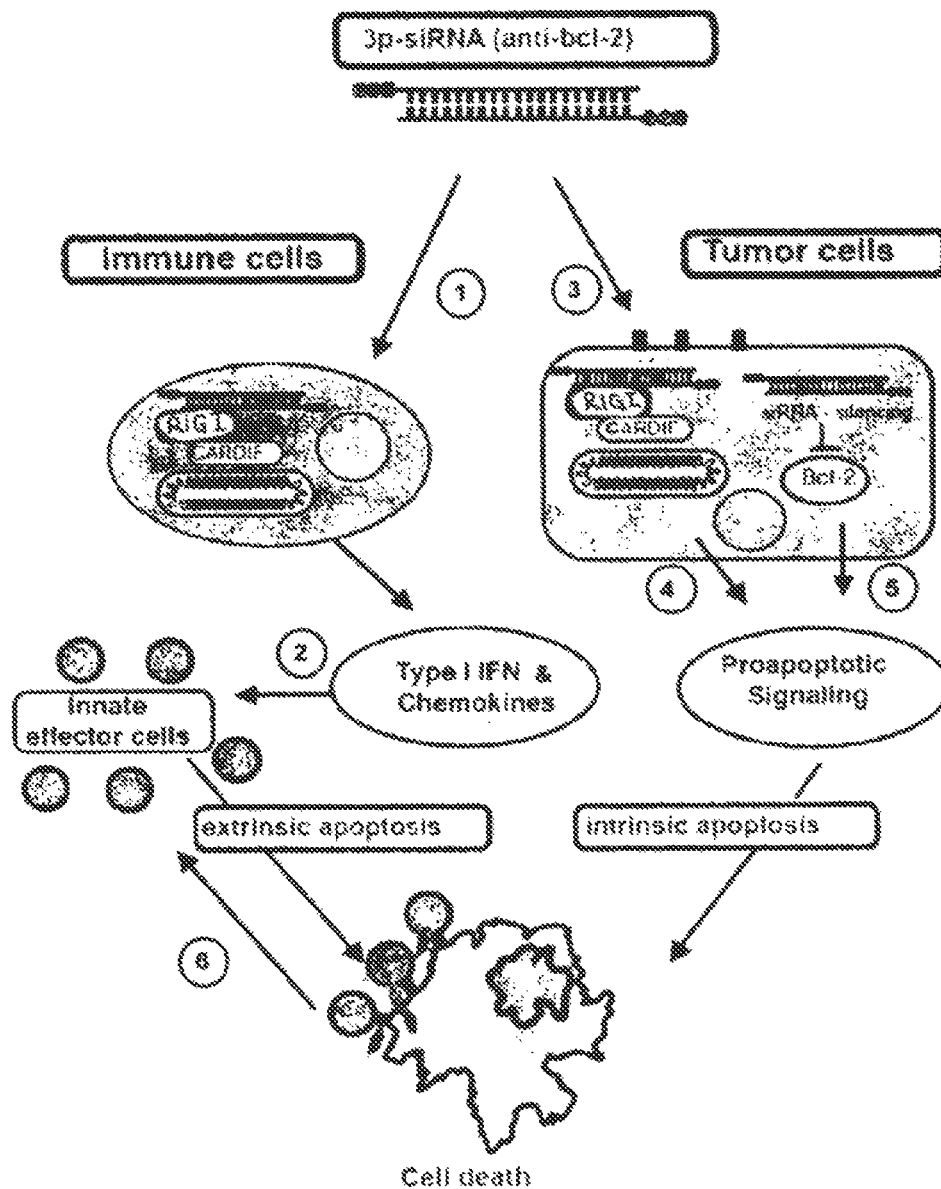 3p-siRNA (anti-bcl-2)
Immune cells
Tumor cells
1
3
RIG I
CARDIF
RIG I
CARDIF
siRNA silencing
Bcl-2
4
5
2
Type I IFN &
Chemokines
Proapoptotic
Signaling
Innate
effector cells
extrinsic apoptosis
intrinsic apoptosis
6
Cell death